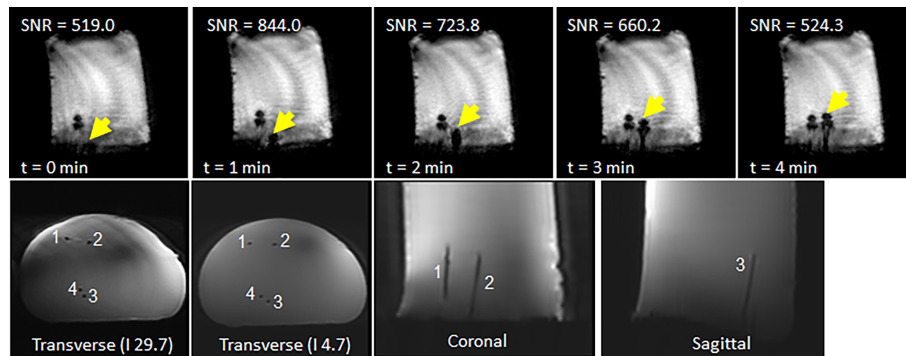 SNR = 519.0
SNR = 844.0
SNR = 723.8
SNR = 660.2
SNR = 524.3
t = 0 min
t = 1 min
t = 2 min
t = 3 min
t = 4 min
1 2
4 3
Transverse (I 29.7)
1 2
4 3
Transverse (I 4.7)
1
2
Coronal
3
Sagittal